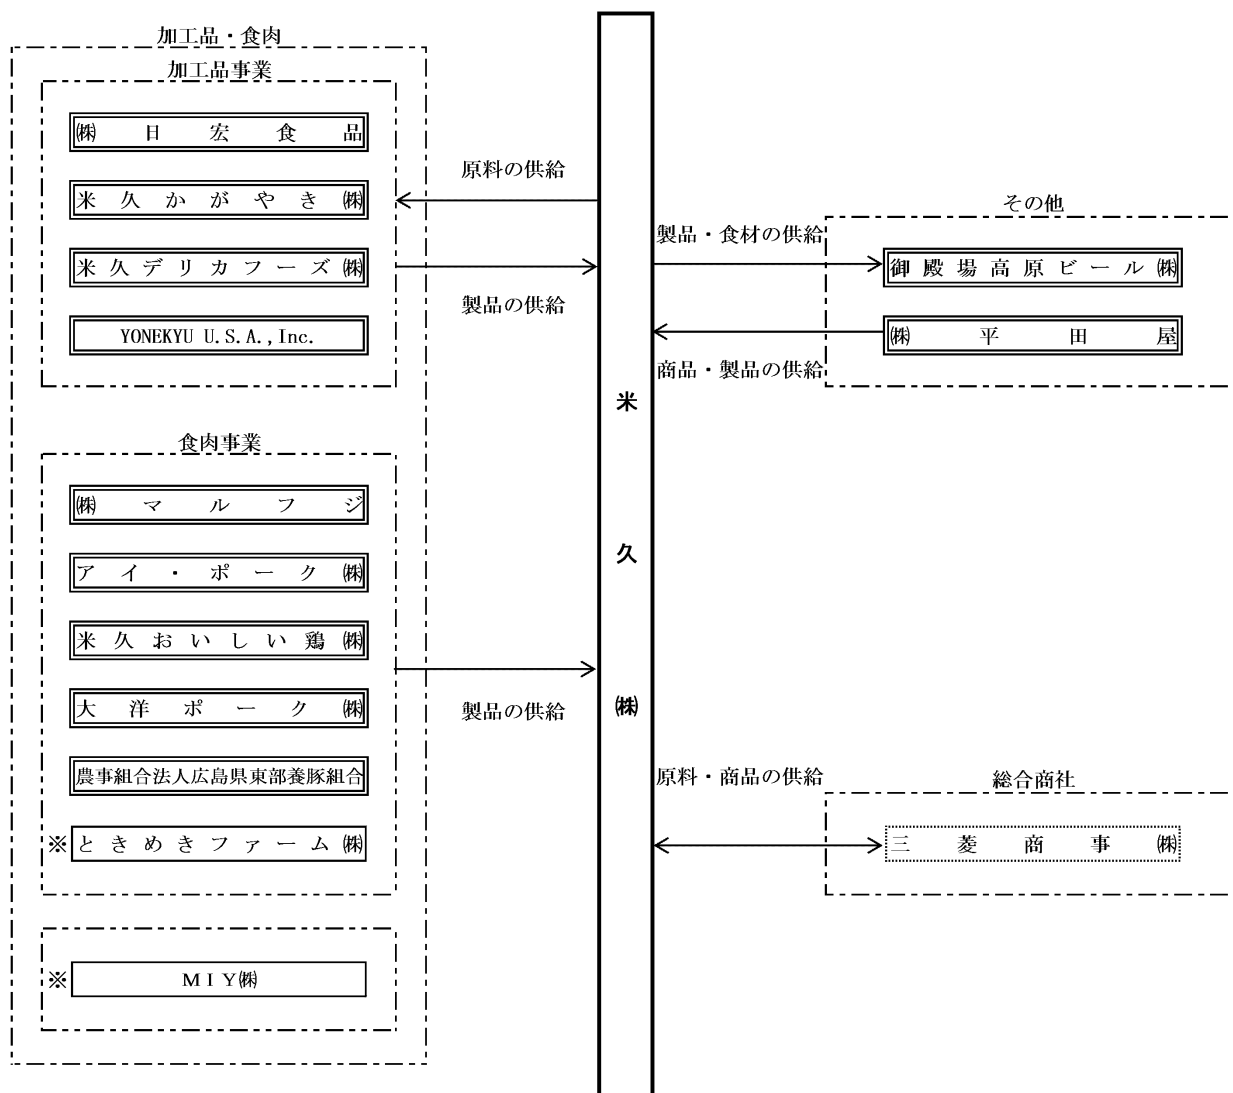 加工品・食肉
加工品事業
㈱日宏食品
米久かがやき㈱
米久デリカフーズ㈱
YONEKYU U.S.A.,Inc.
原料の供給
製品の供給
食肉事業
㈱マルフジ
アイ・ポーク㈱
米久おいしい鶏㈱
大洋ポーク㈱
農事組合法人広島県東部養豚組合
※ときめきファーム㈱
製品の供給
※MIY㈱
米久㈱
その他
製品・食材の供給
御殿場高原ビール㈱
㈱平田屋
商品・製品の供給
原料・商品の供給
総合商社
三菱商事㈱